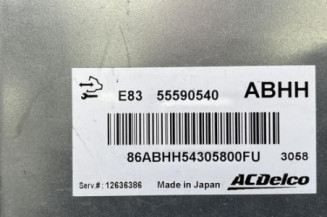 E83 55590540 ABHH
86ABHH54305800FU 3058
Serv.#: 12636386 Made in Japan ACDelco